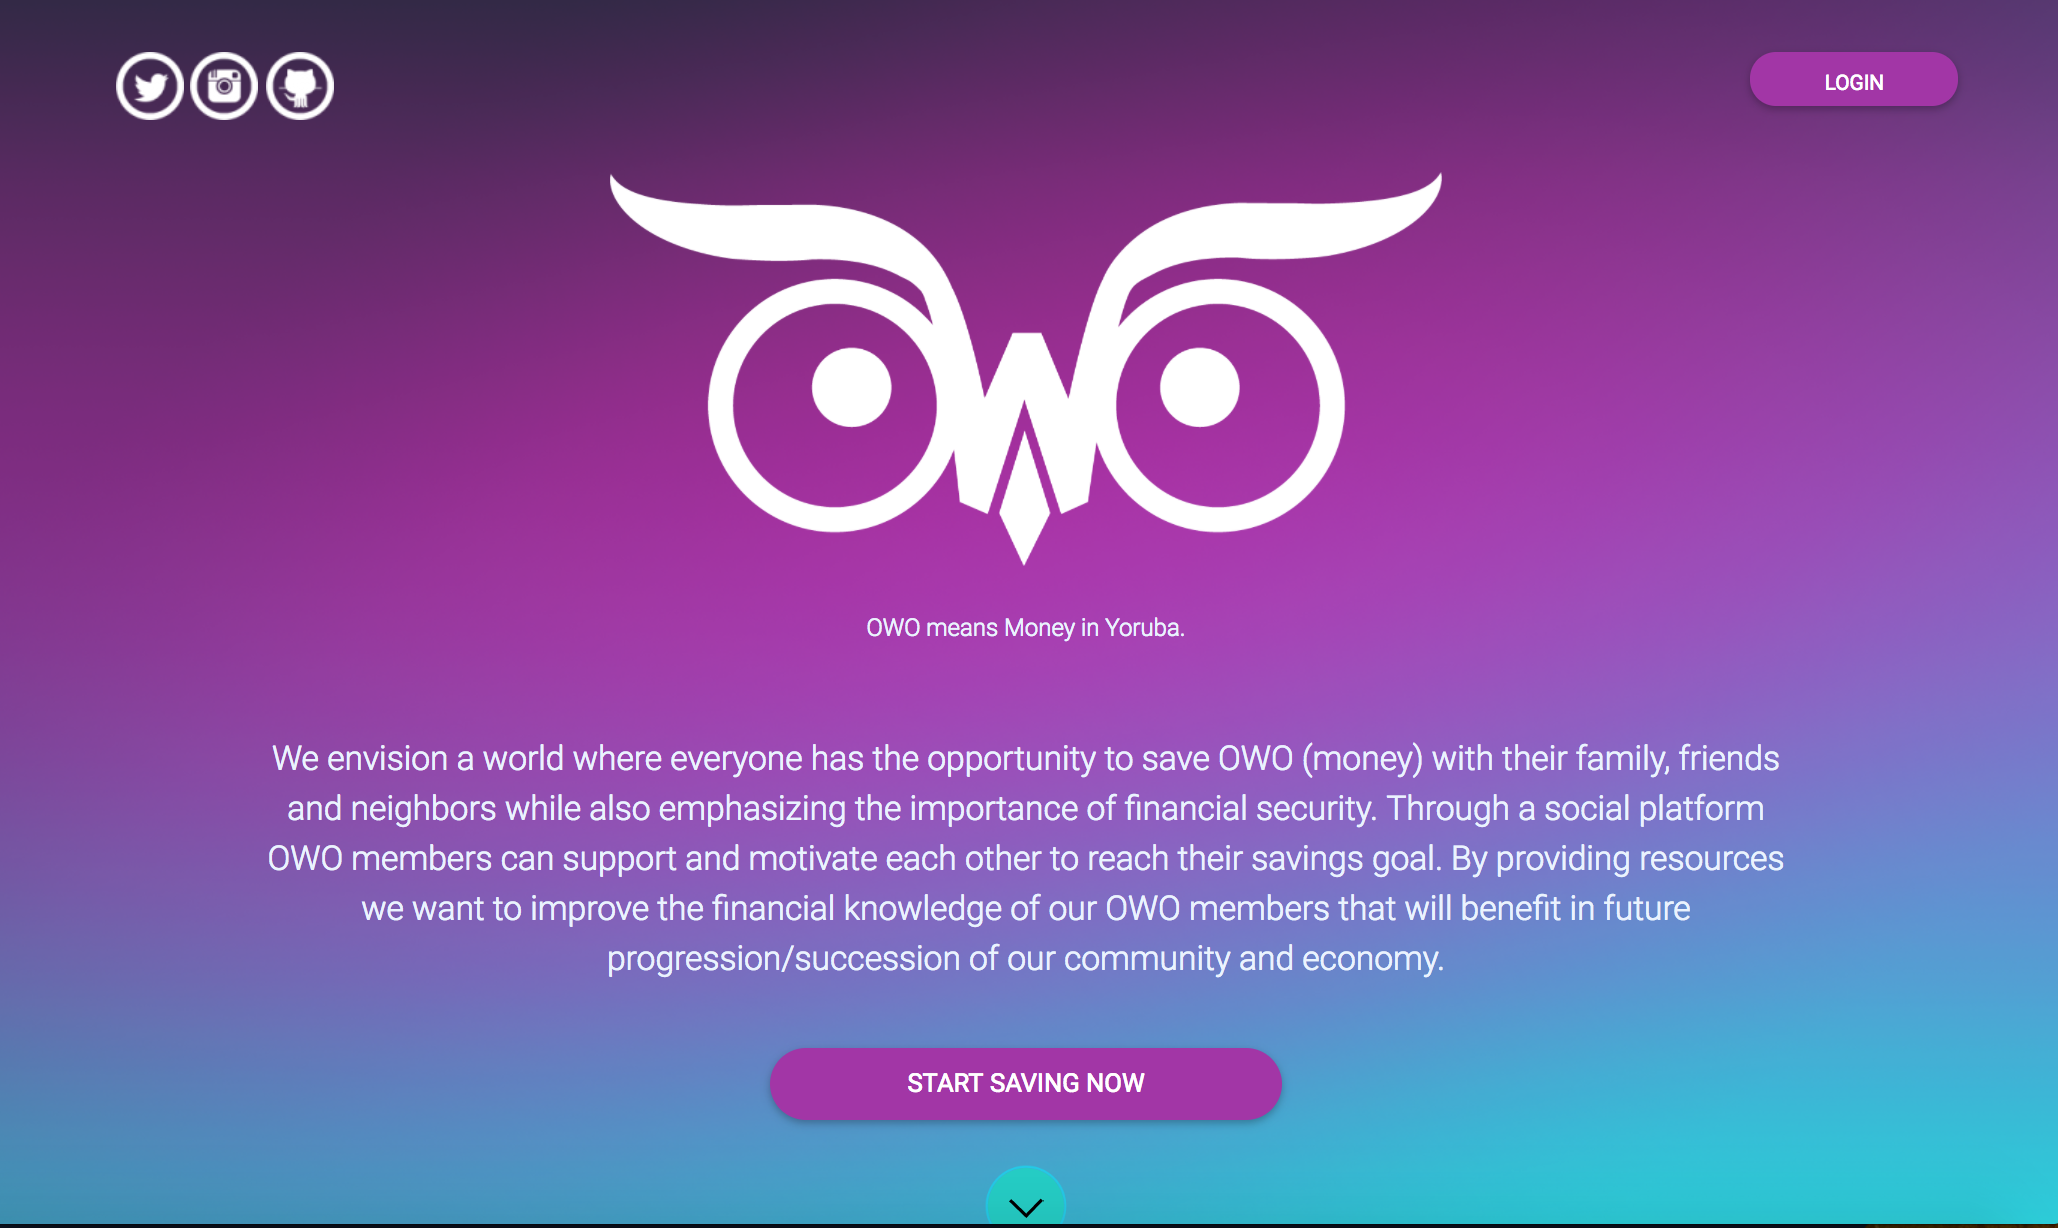 LOGIN
OWO
OWO means Money in Yoruba.
We envision a world where everyone has the opportunity to save OWO (money) with their family, friends
and neighbors while also emphasizing the importance of financial security. Through a social platform
OWO members can support and motivate each other to reach their savings goal. By providing resources
we want to improve the financial knowledge of our OWO members that will benefit in future
progression/succession of our community and economy.
START SAVING NOW